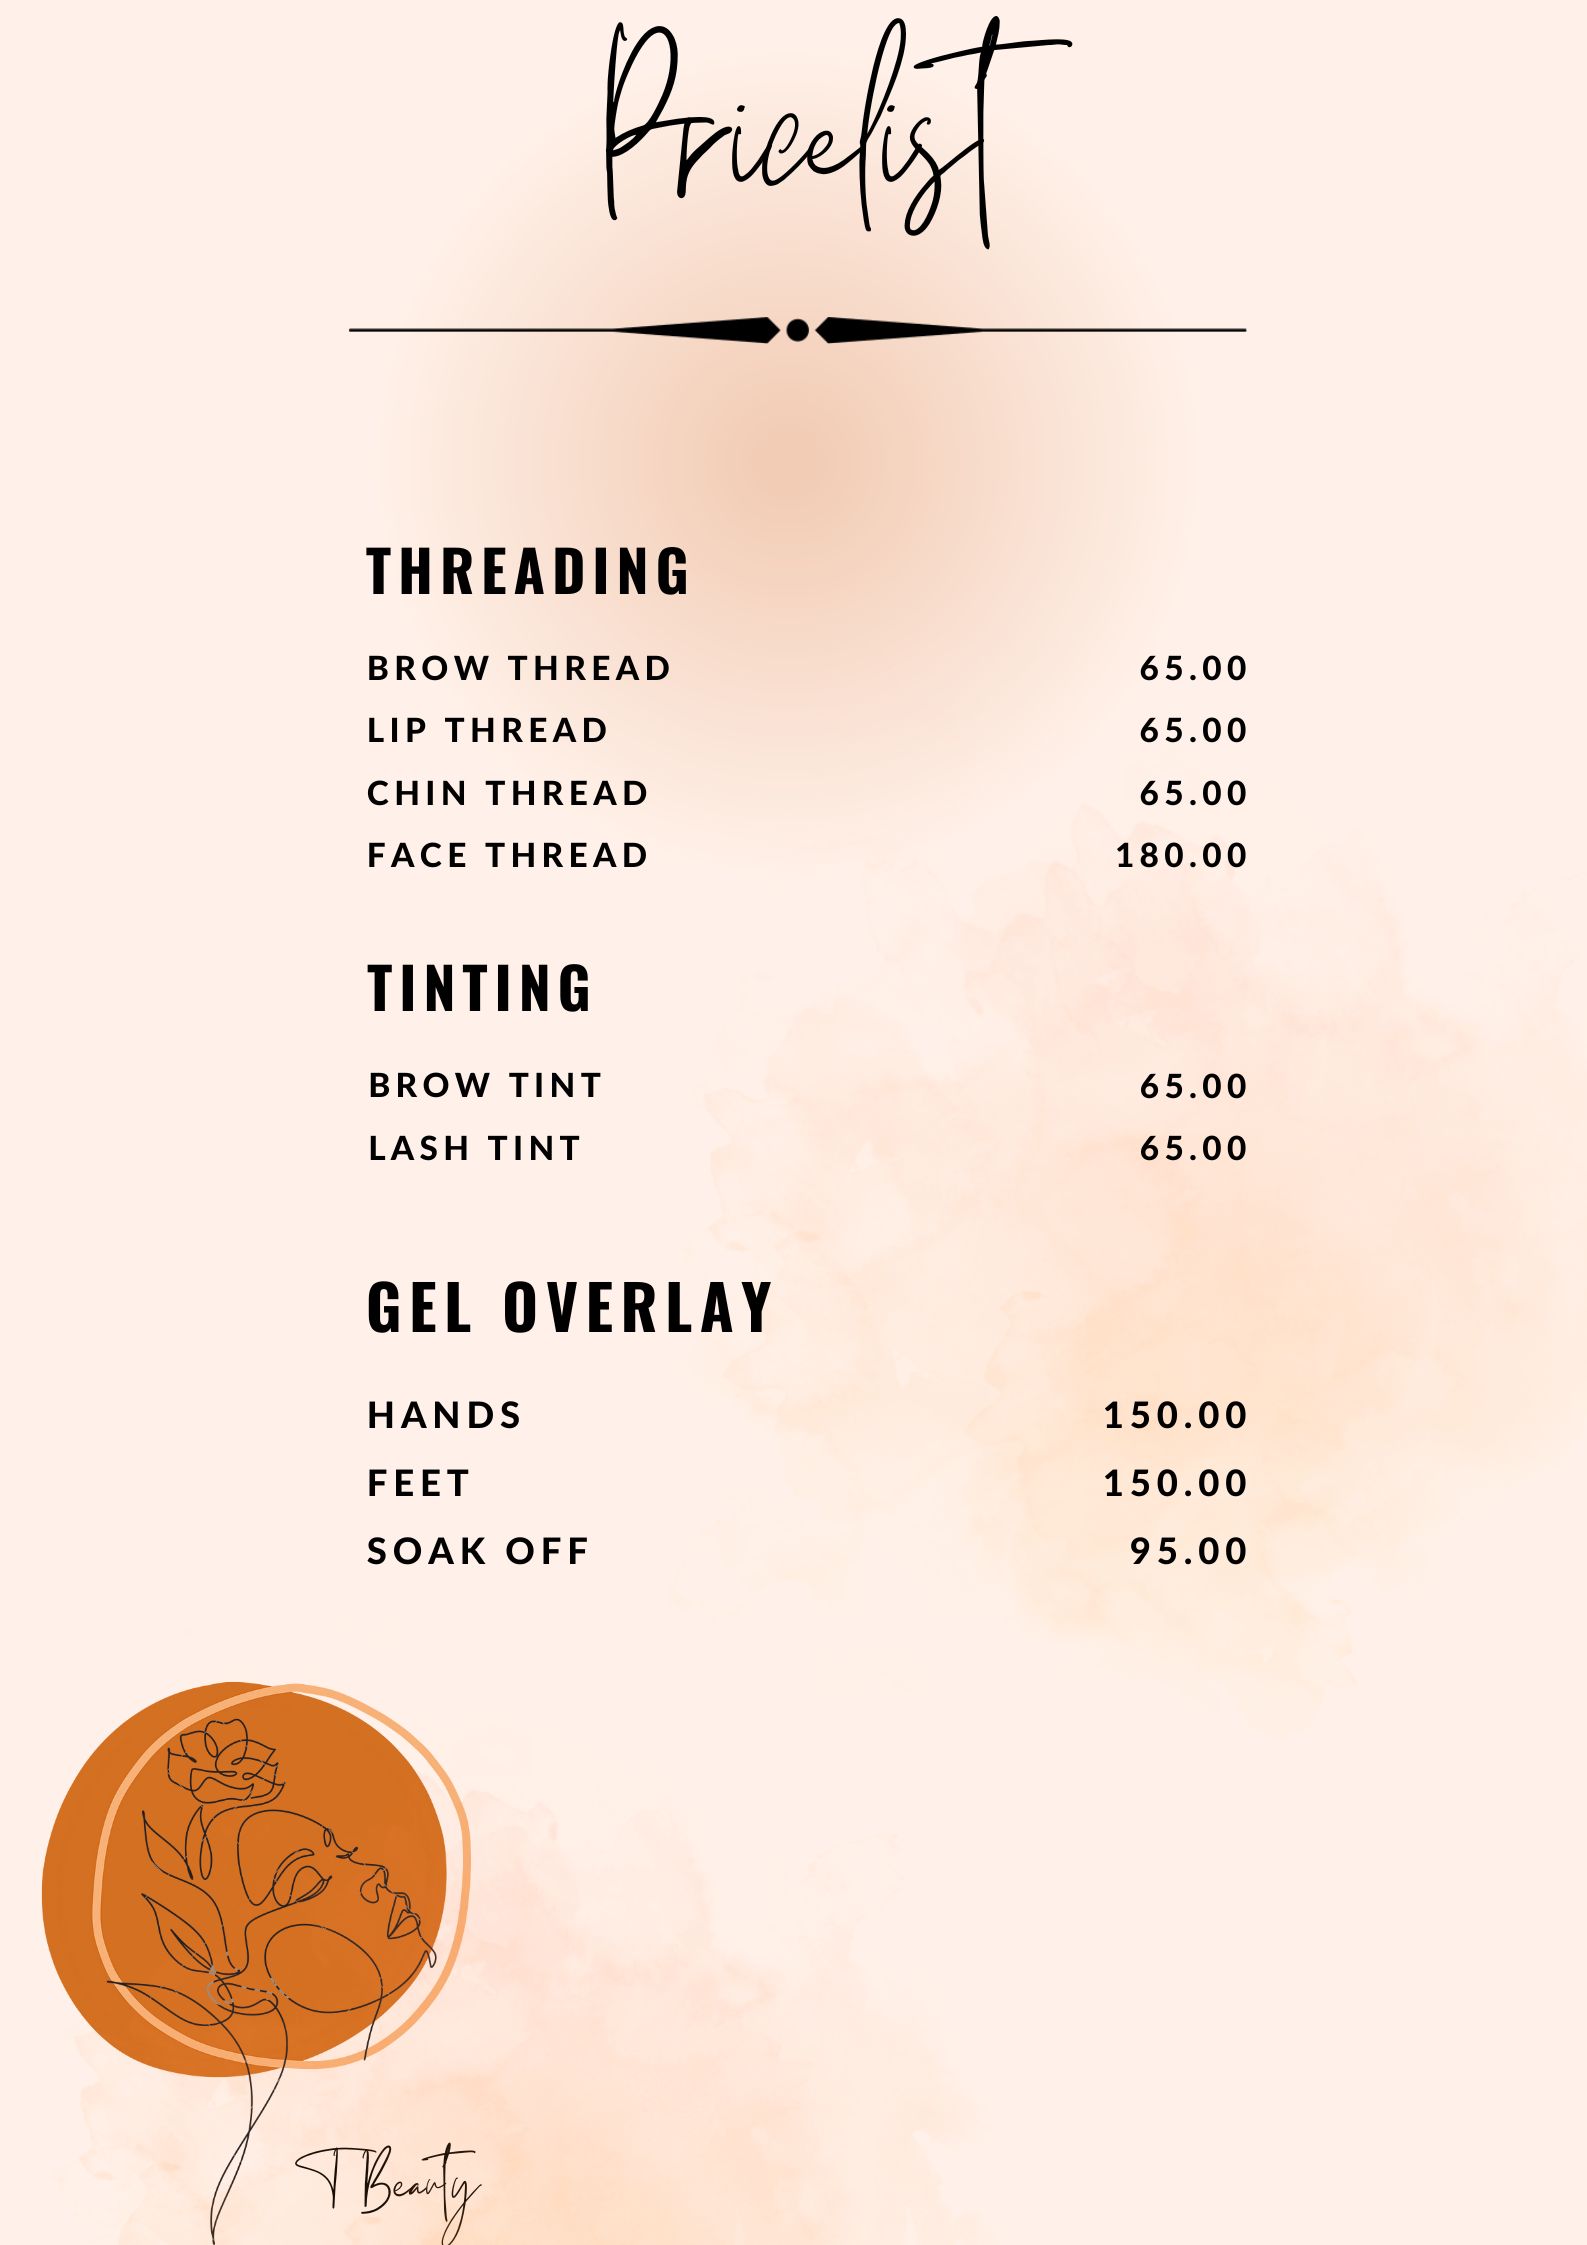 Pricelist
THREADING
BROW THREAD 65.00
LIP THREAD 65.00
CHIN THREAD 65.00
FACE THREAD 180.00
TINTING
BROW TINT 65.00
LASH TINT 65.00
GEL OVERLAY
HANDS 150.00
FEET 150.00
SOAK OFF 95.00
T Beauty